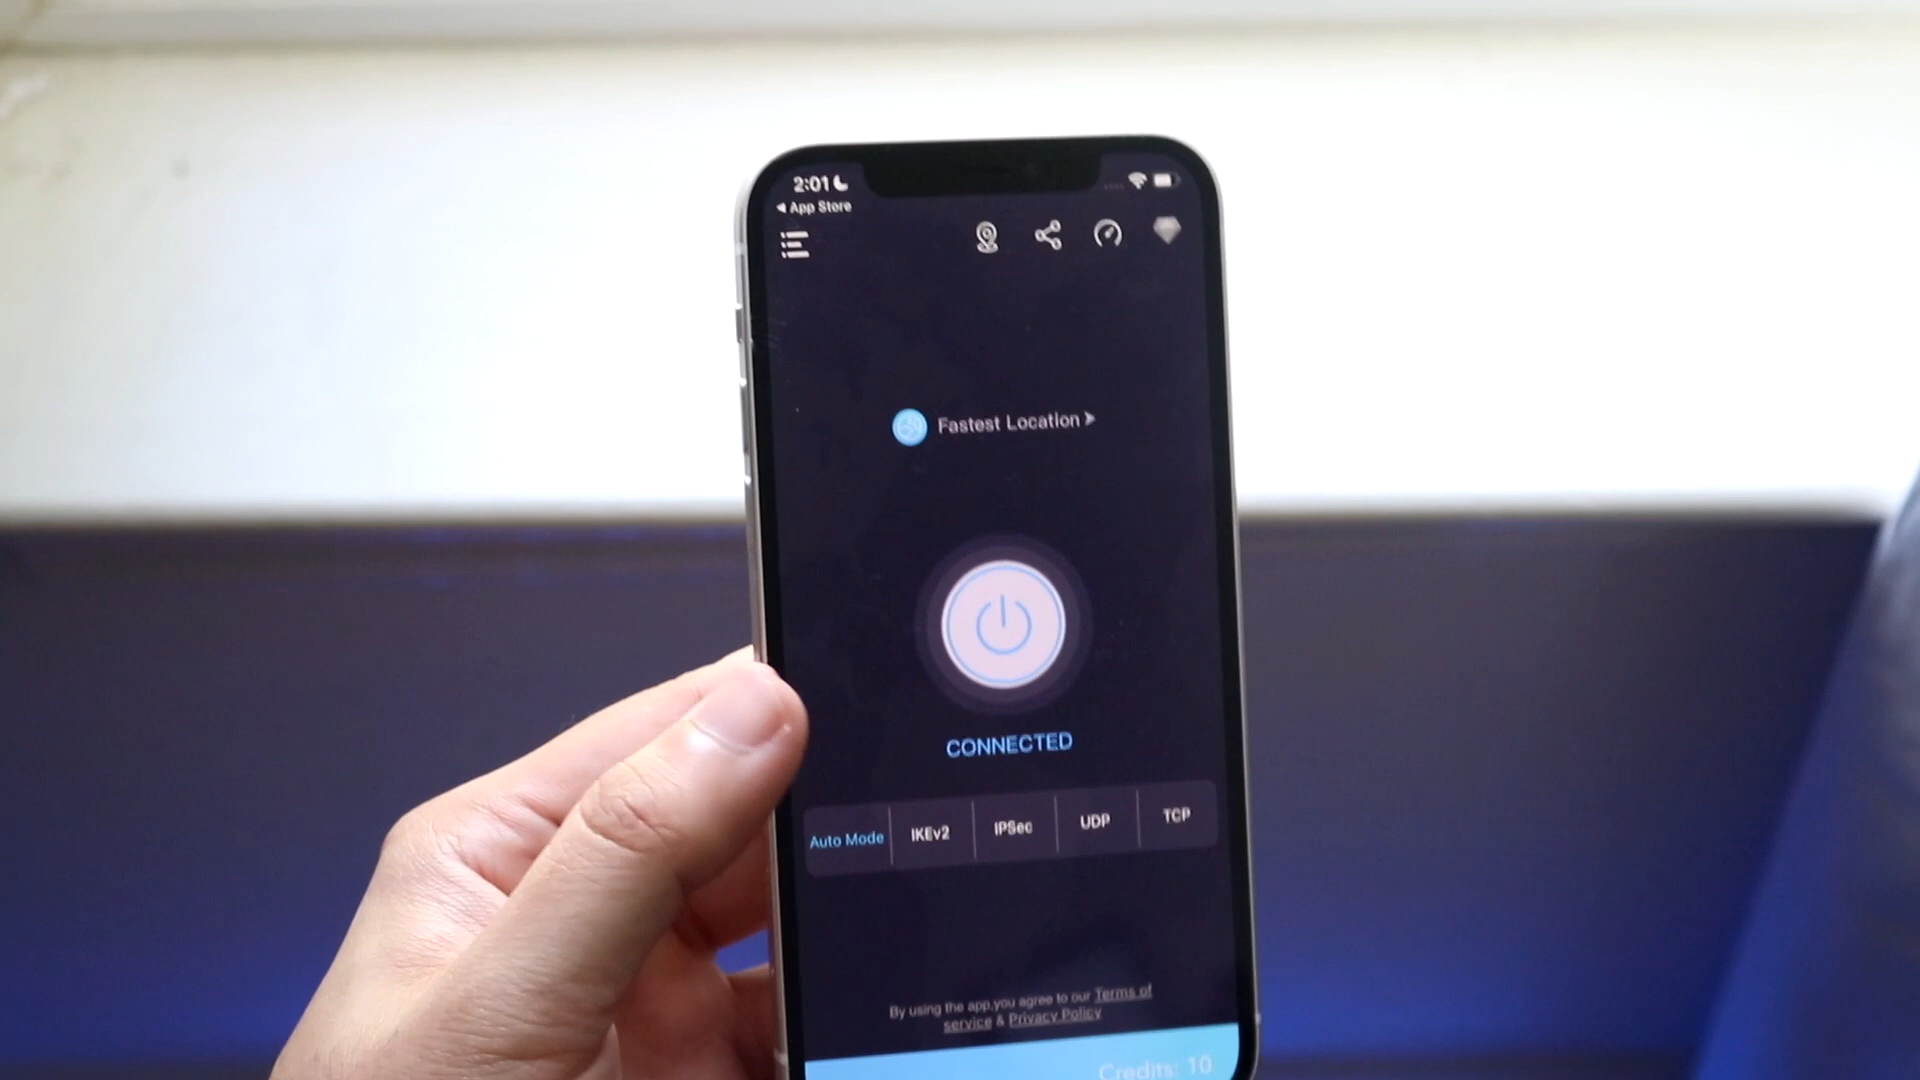 2:01
◀ App Store
Fastest Location
CONNECTED
Auto Mode IKEv2 IPSec UDP TCP
By using the app,you agree to our Terms of
service & Privacy Policy
Credits: 10